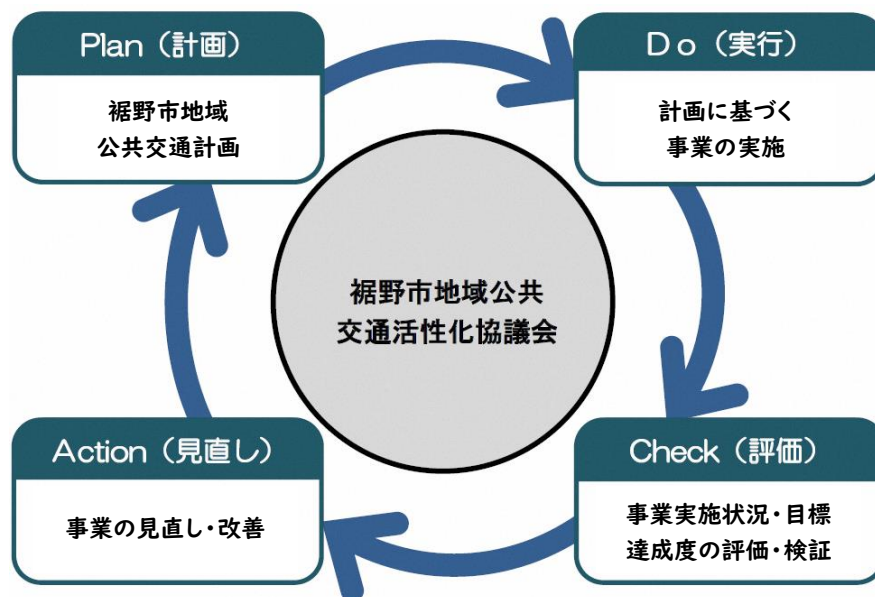 Plan（計画）
裾野市地域
公共交通計画
Do（実行）
計画に基づく
事業の実施
裾野市地域公共
交通活性化協議会
Action（見直し）
事業の見直し・改善
Check（評価）
事業実施状況・目標
達成度の評価・検証